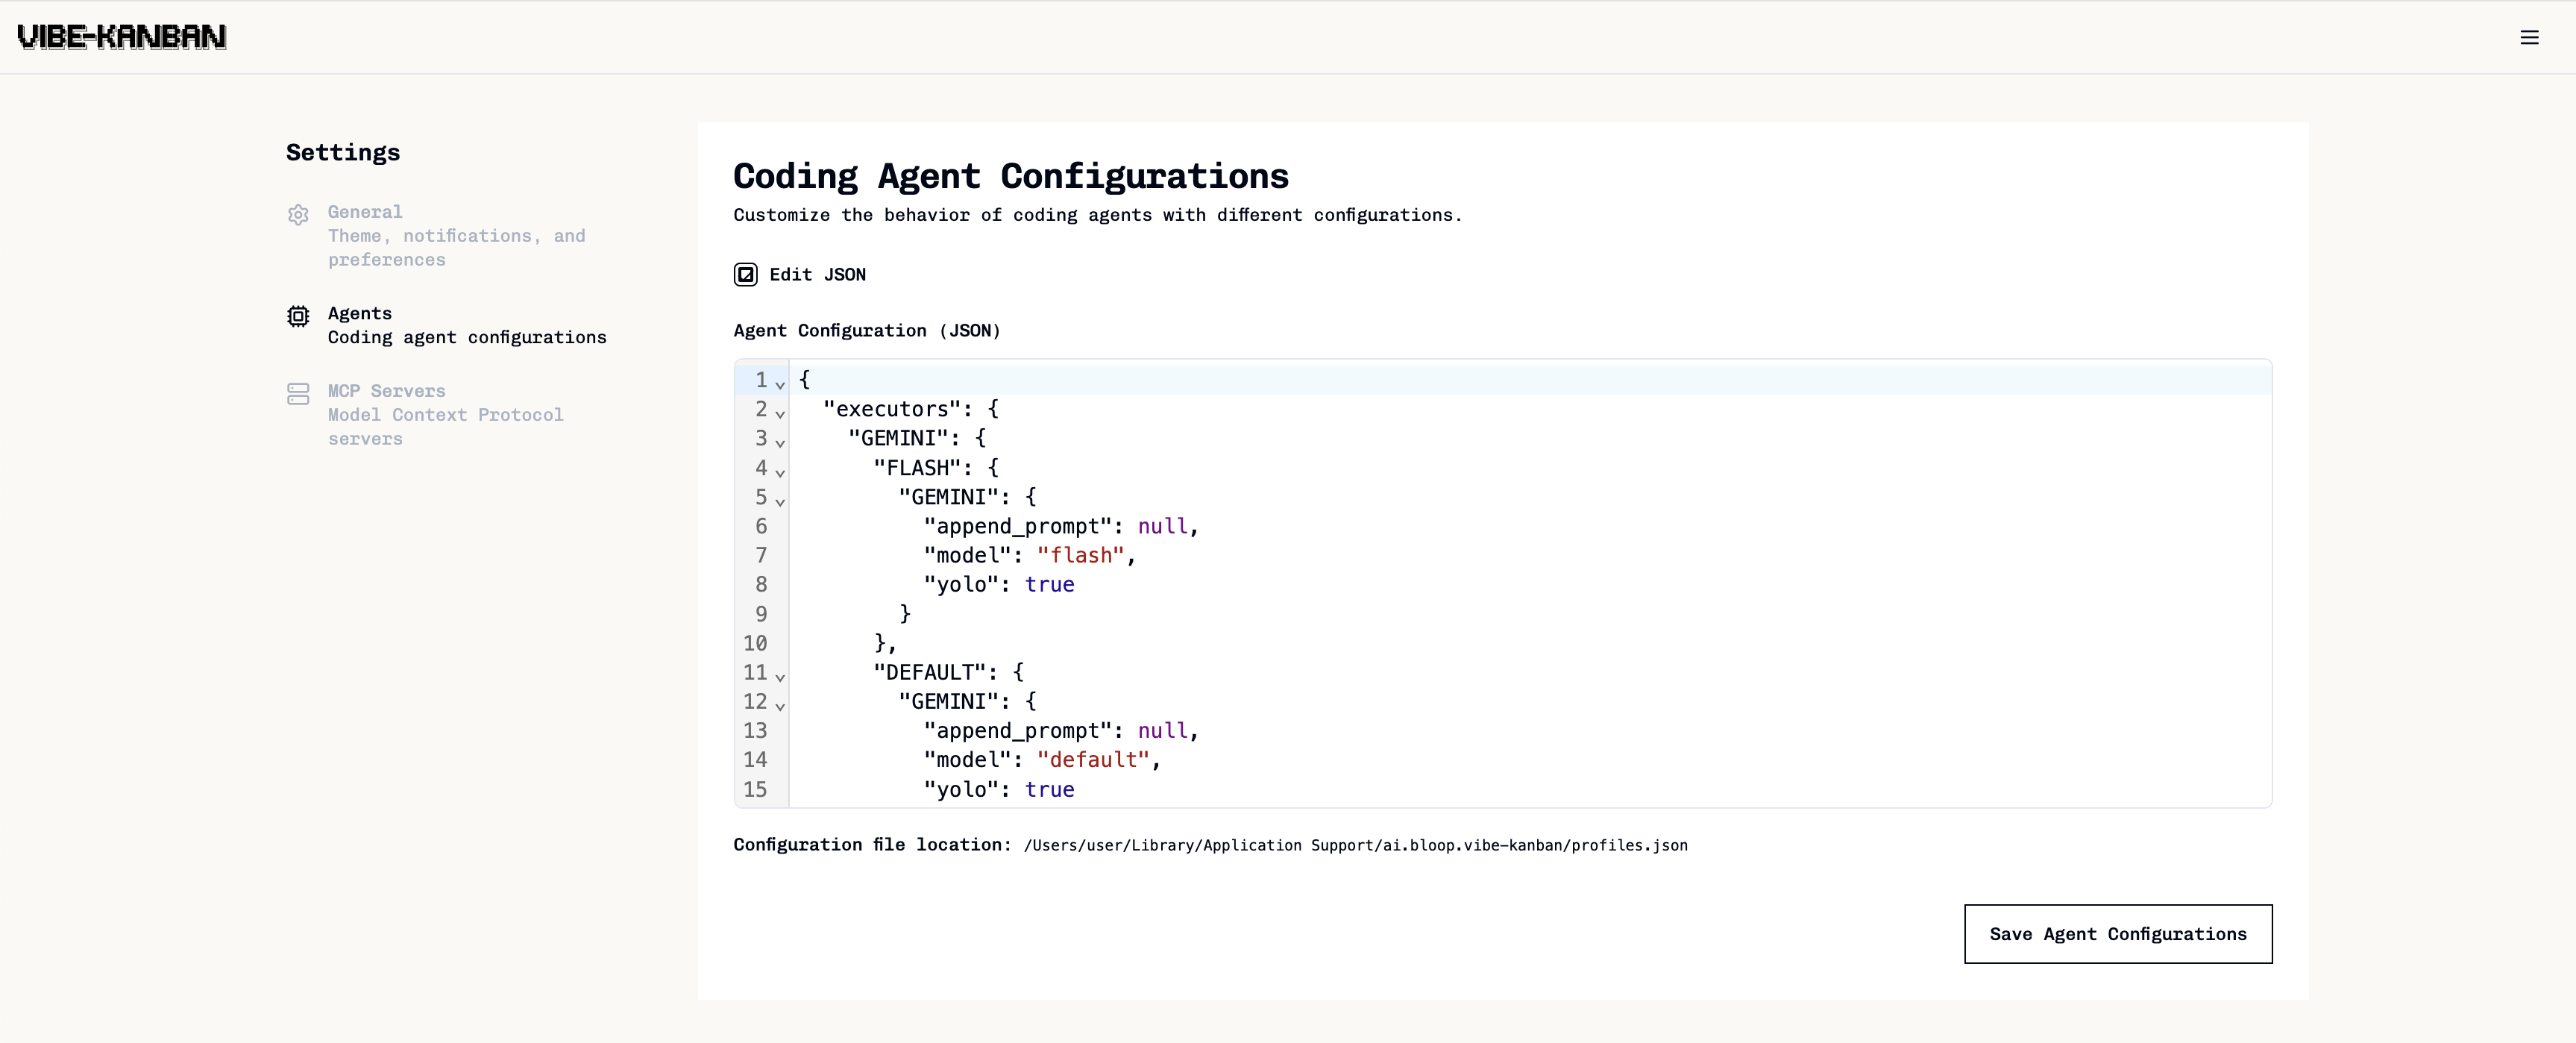 VIBE-KANBAN
Settings
General
Theme, notifications, and
preferences
Agents
Coding agent configurations
MCP Servers
Model Context Protocol
servers
Coding Agent Configurations
Customize the behavior of coding agents with different configurations.
Edit JSON
Agent Configuration (JSON)
1 {
2   "executors": {
3     "GEMINI": {
4       "FLASH": {
5         "GEMINI": {
6           "append_prompt": null,
7           "model": "flash",
8           "yolo": true
9         }
10       },
11       "DEFAULT": {
12         "GEMINI": {
13           "append_prompt": null,
14           "model": "default",
15           "yolo": true
Configuration file location: /Users/user/Library/Application Support/ai.bloop.vibe-kanban/profiles.json
Save Agent Configurations